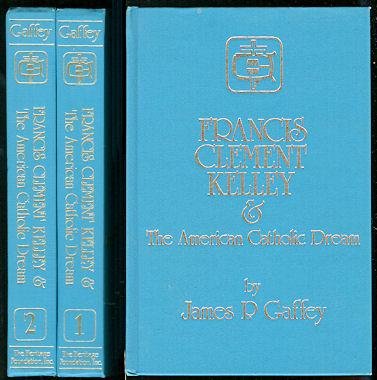 Gaffey
FRANCIS CLEMENT KELLEY &
The American Catholic Dream
2
The Heritage
Foundation, Inc.
Gaffey
FRANCIS CLEMENT KELLEY &
The American Catholic Dream
1
The Heritage
Foundation, Inc.
FRANCIS
CLEMENT
KELLEY
&
The American Catholic Dream
by
James P. Gaffey